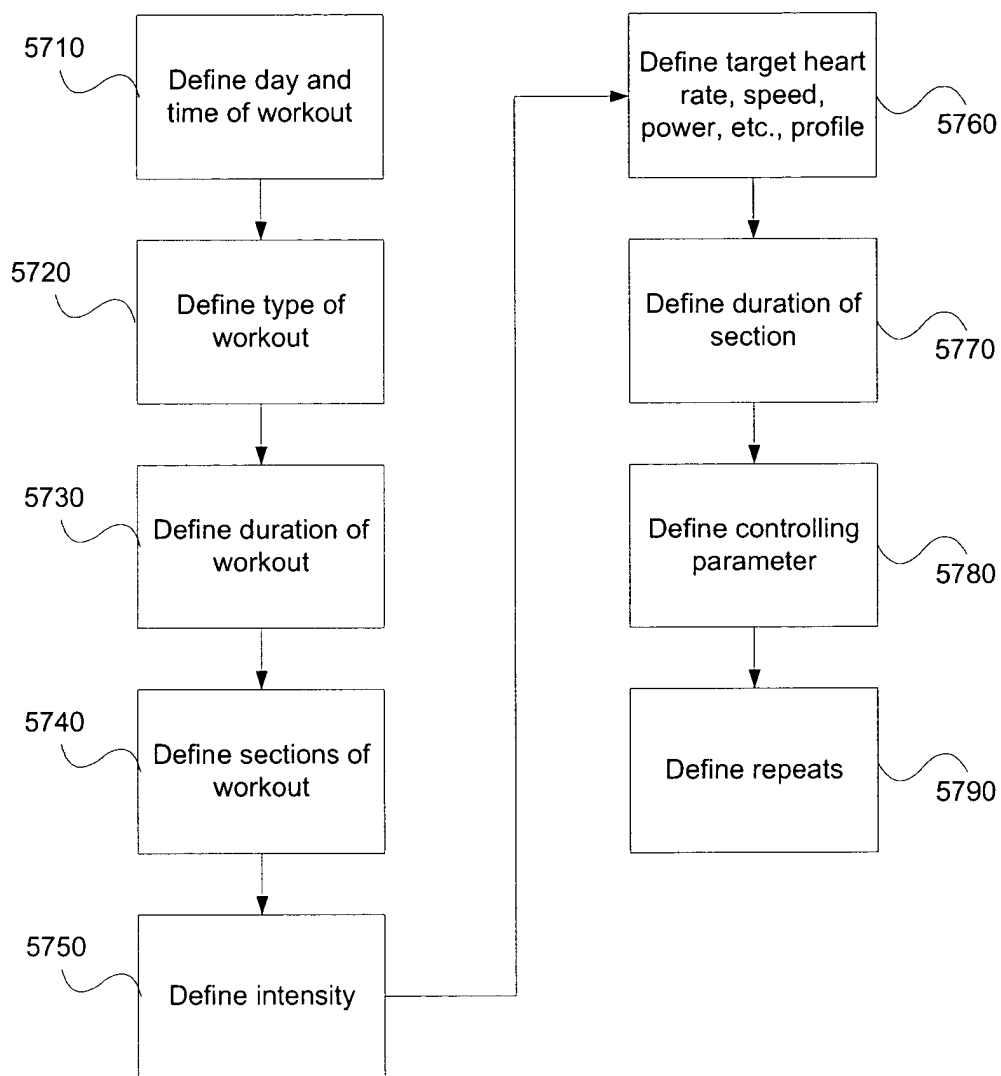 5710
Define day and
time of workout
5720
Define type of
workout
5730
Define duration of
workout
5740
Define sections of
workout
5750
Define intensity
Define target heart
rate, speed,
power, etc., profile
5760
Define duration of
section
5770
Define controlling
parameter
5780
Define repeats
5790